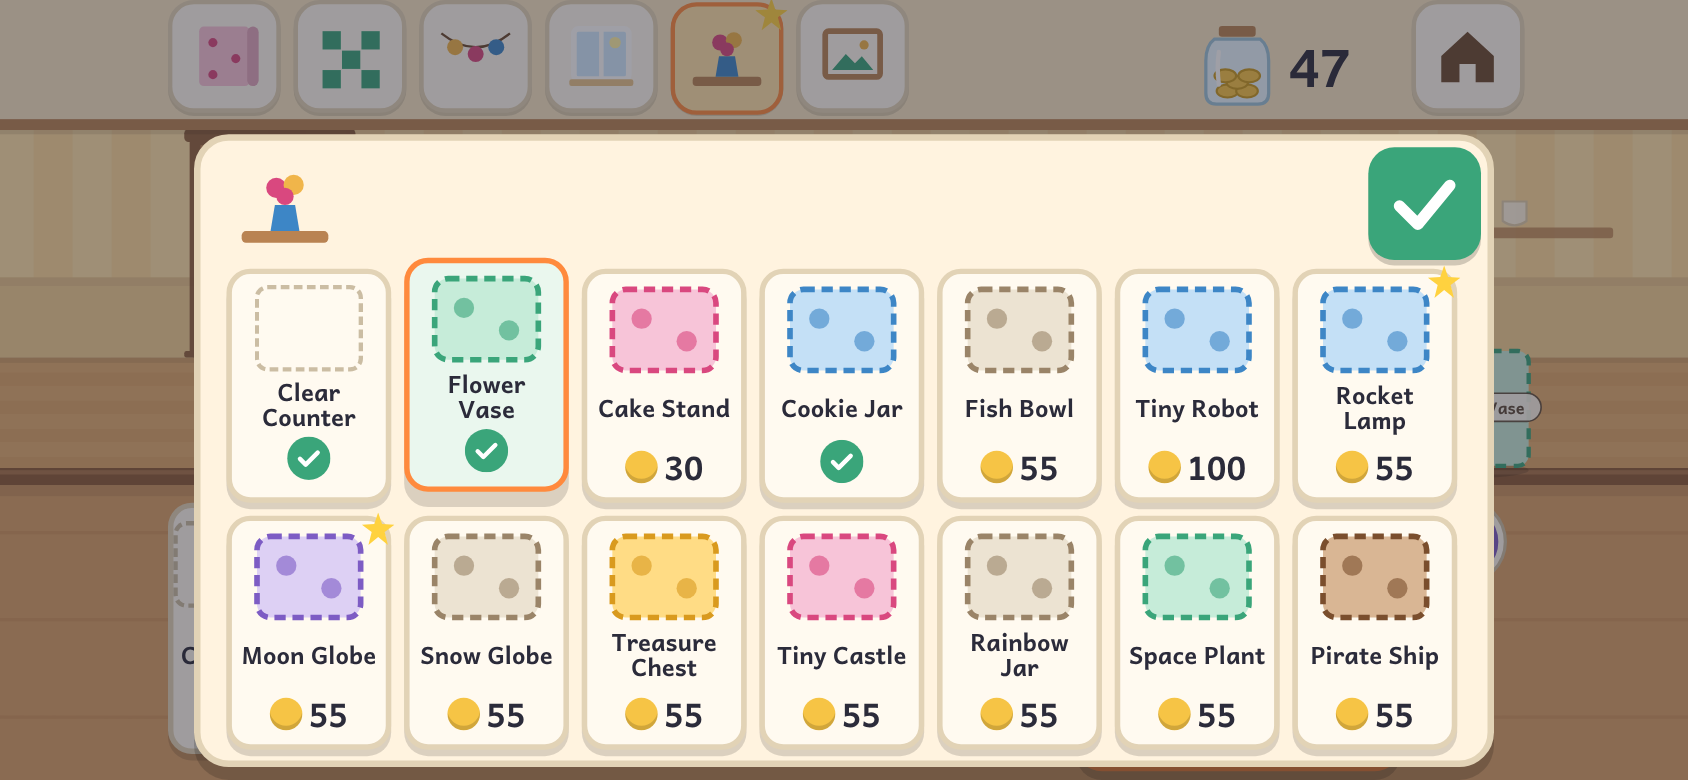 47
Clear
Counter
Flower
Vase
Cake Stand
30
Cookie Jar
Fish Bowl
55
Tiny Robot
100
Rocket
Lamp
55
Moon Globe
55
Snow Globe
55
Treasure
Chest
55
Tiny Castle
55
Rainbow
Jar
55
Space Plant
55
Pirate Ship
55